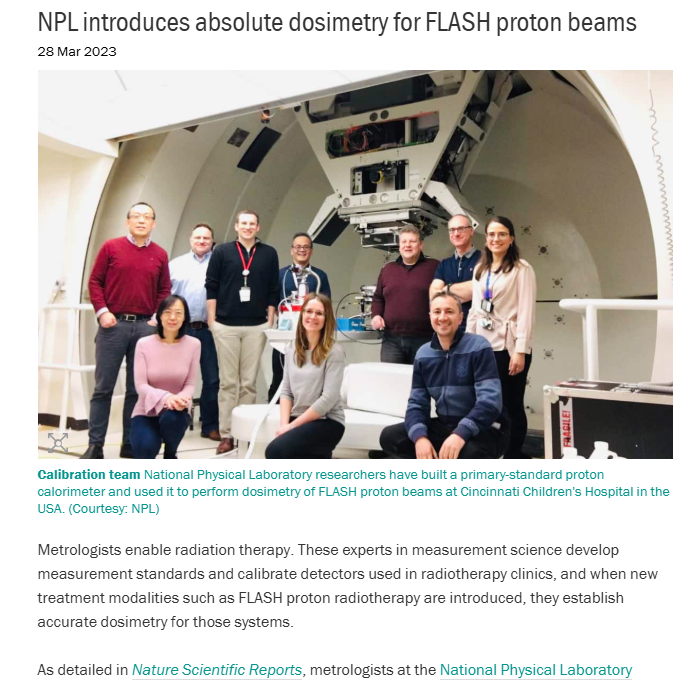 NPL introduces absolute dosimetry for FLASH proton beams
28 Mar 2023
FRAGILE!
Calibration team National Physical Laboratory researchers have built a primary-standard proton
calorimeter and used it to perform dosimetry of FLASH proton beams at Cincinnati Children's Hospital in the
USA. (Courtesy: NPL)
Metrologists enable radiation therapy. These experts in measurement science develop
measurement standards and calibrate detectors used in radiotherapy clinics, and when new
treatment modalities such as FLASH proton radiotherapy are introduced, they establish
accurate dosimetry for those systems.
As detailed in Nature Scientific Reports, metrologists at the National Physical Laboratory